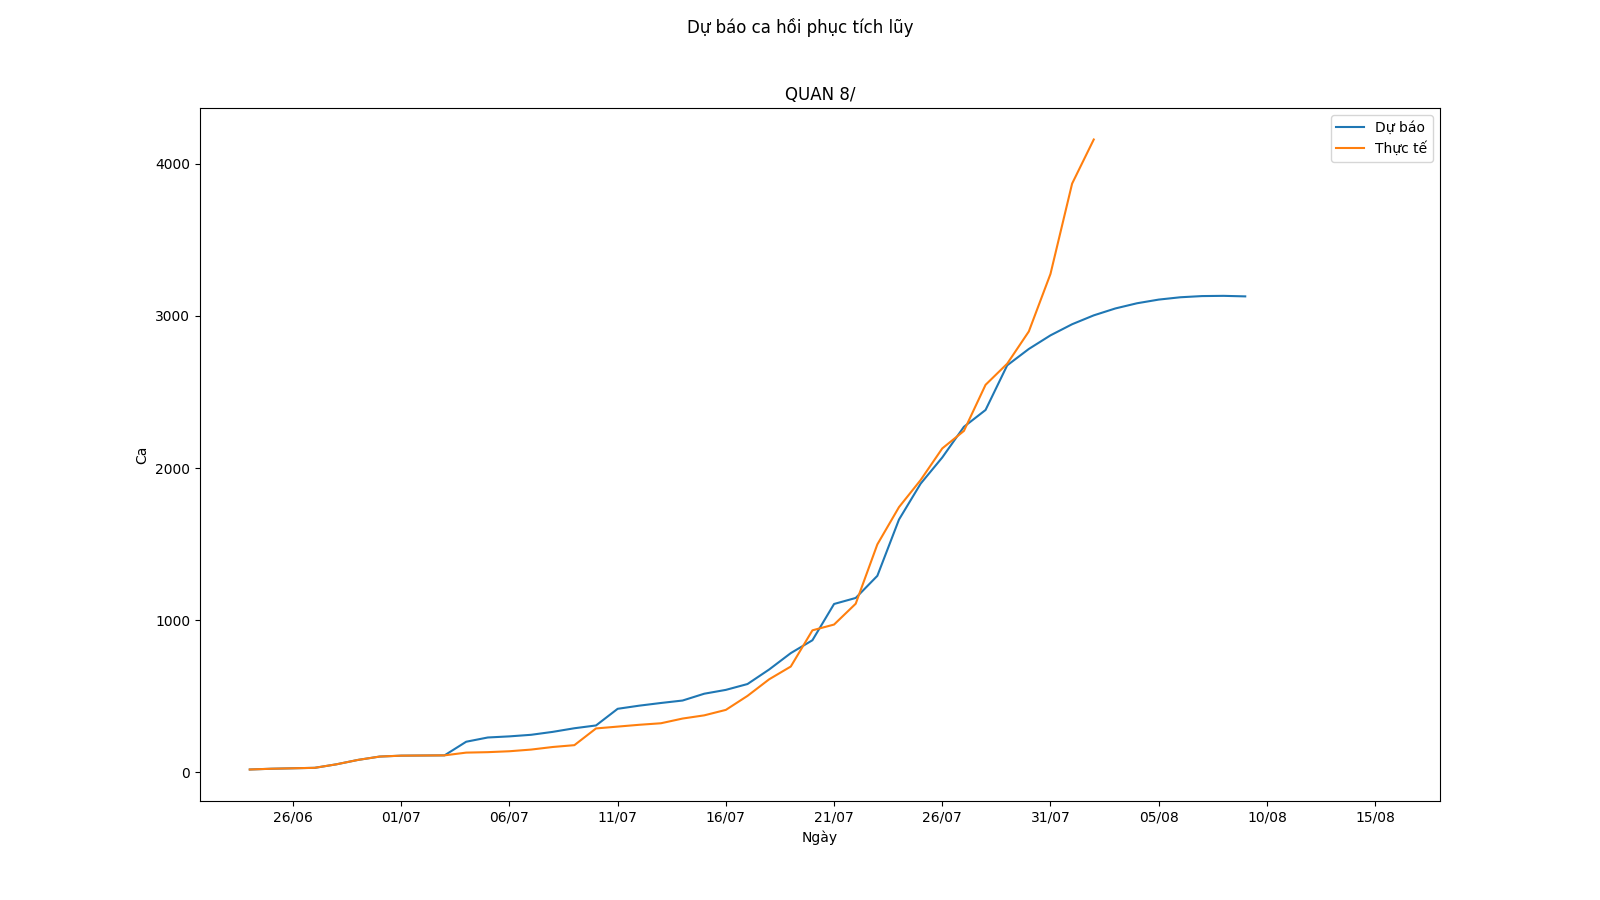 Dự báo ca hồi phục tích lũy
QUAN 8/
Dự báo
Thực tế
4000
3000
2000
1000
0
Ca
26/06
01/07
06/07
11/07
16/07
21/07
26/07
31/07
05/08
10/08
15/08
Ngày